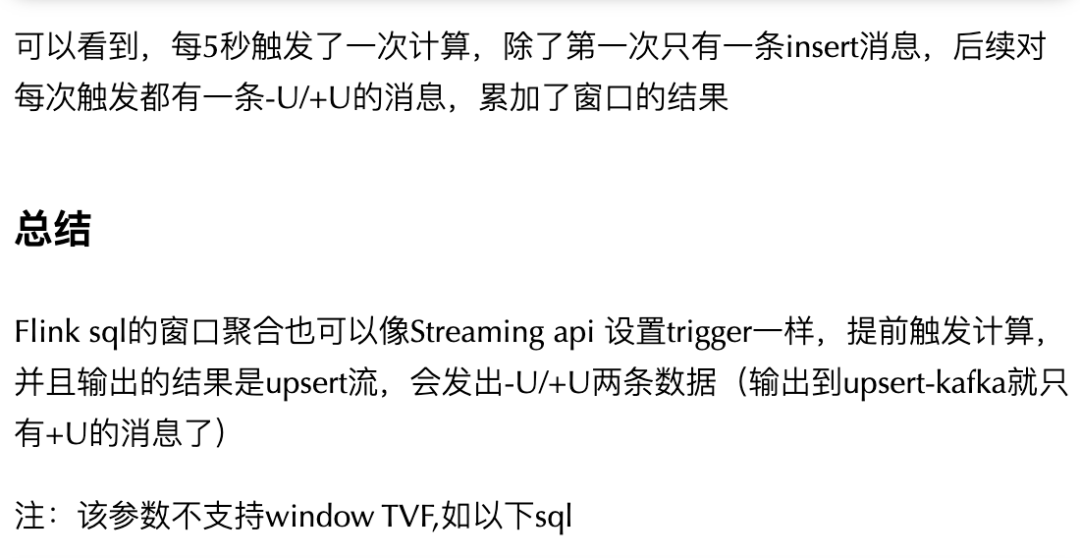 可以看到，每5秒触发了一次计算，除了第一次只有一条insert消息，后续对
每次触发都有一条-U/+U的消息，累加了窗口的结果
总结
Flink sql的窗口聚合也可以像Streaming api 设置trigger一样，提前触发计算，
并且输出的结果是upsert流，会发出-U/+U两条数据（输出到upsert-kafka就只
有+U的消息了）
注：该参数不支持window TVF,如以下sql